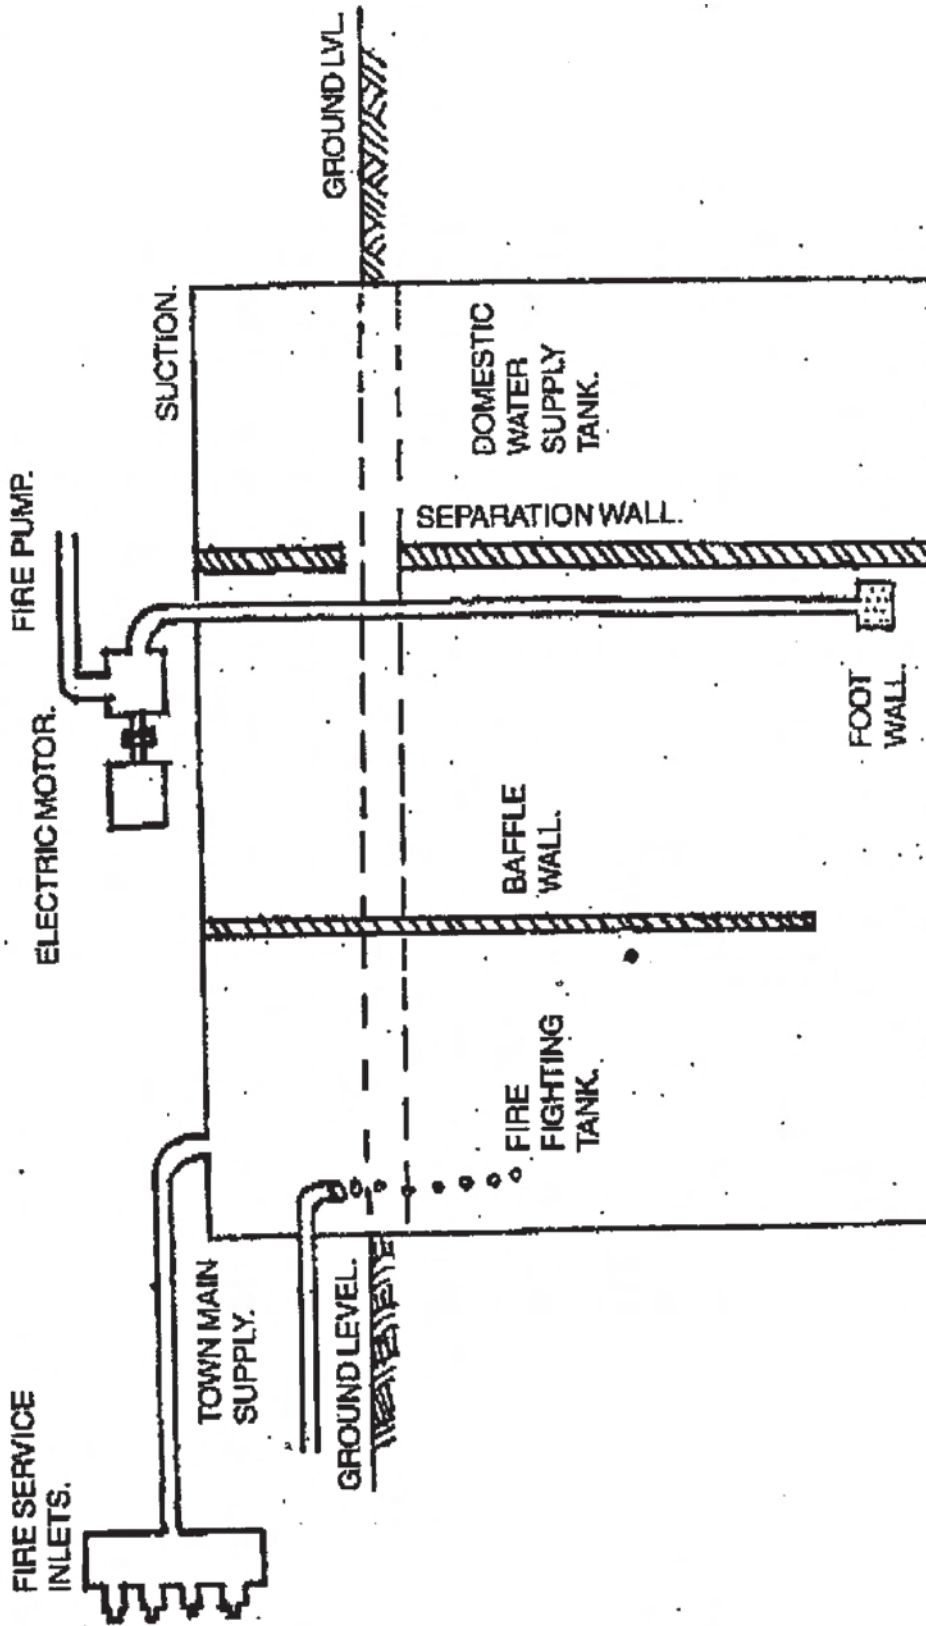 FIRE SERVICE
INLETS.
TOWN MAIN
SUPPLY.
GROUND LEVEL.
ELECTRIC MOTOR.
FIRE PUMP.
SUCTION.
GROUND LVL.
FIRE
FIGHTING
TANK.
BAFFLE
WALL.
SEPARATION WALL.
DOMESTIC
WATER
SUPPLY
TANK.
FOOT
WALL.